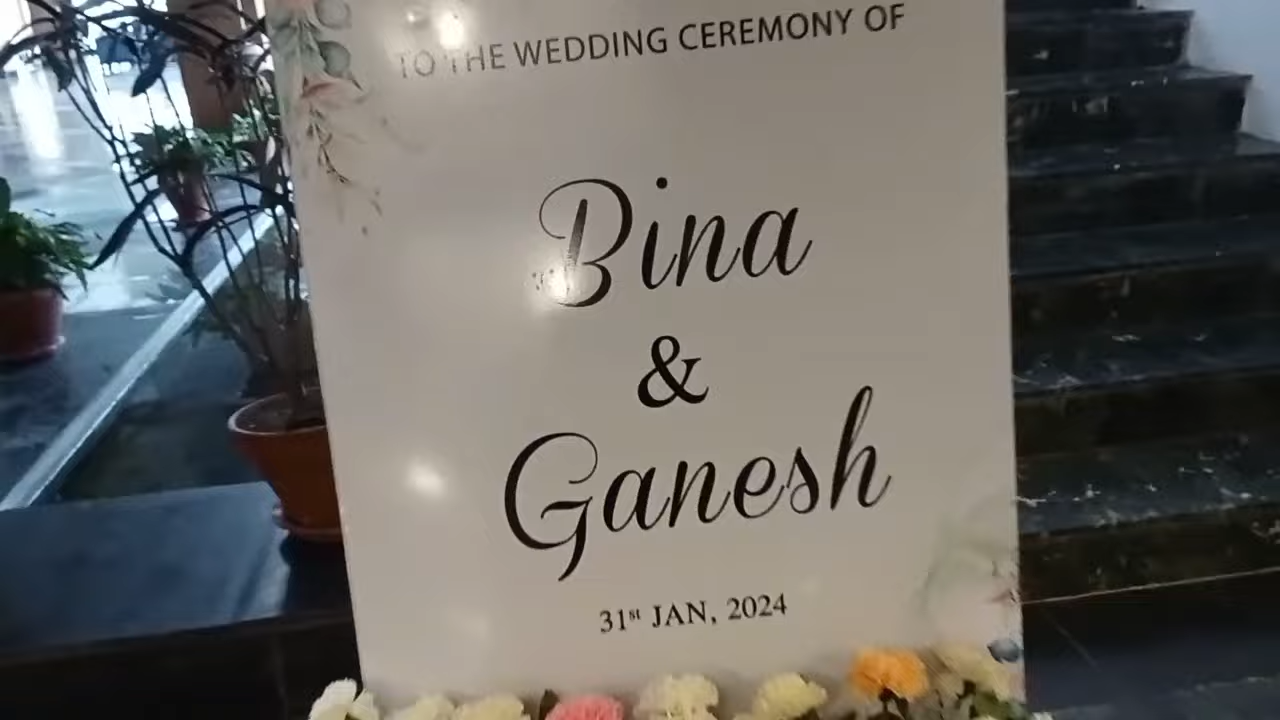 TO THE WEDDING CEREMONY OF
Bina
&
Ganesh
31st JAN, 2024